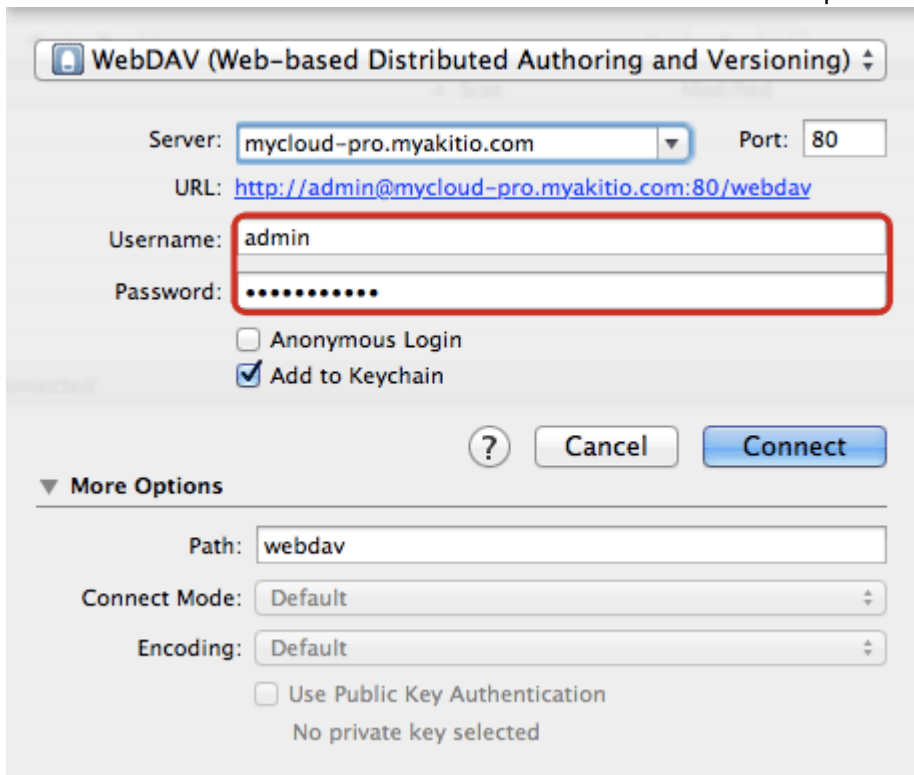 WebDAV (Web-based Distributed Authoring and Versioning)
Size Modified
Server: mycloud-pro.myakitio.com Port: 80
URL: http://admin@mycloud-pro.myakitio.com:80/webdav
Username: admin
Password: •••••••••••
Anonymous Login
Add to Keychain
? Cancel Connect
More Options
Path: webdav
Connect Mode: Default
Encoding: Default
Use Public Key Authentication
No private key selected